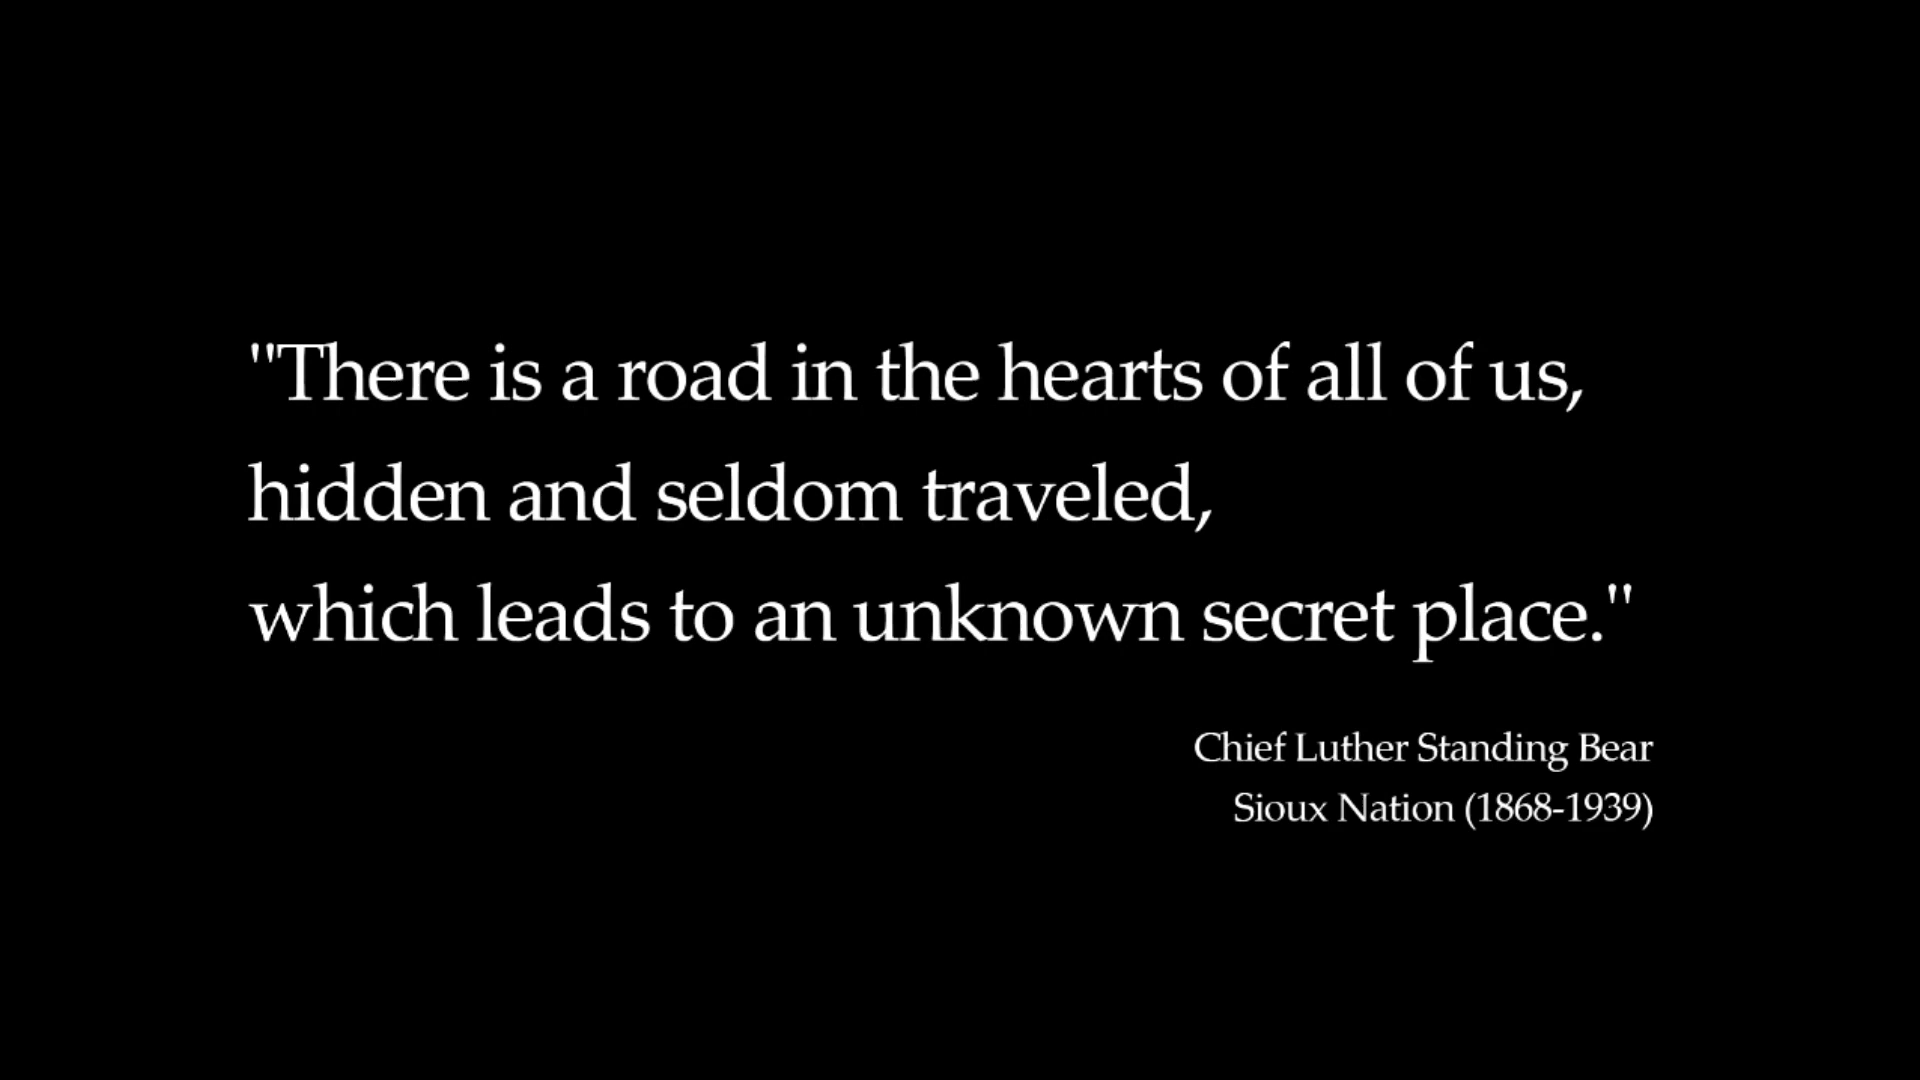 "There is a road in the hearts of all of us,
hidden and seldom traveled,
which leads to an unknown secret place."
Chief Luther Standing Bear
Sioux Nation (1868-1939)